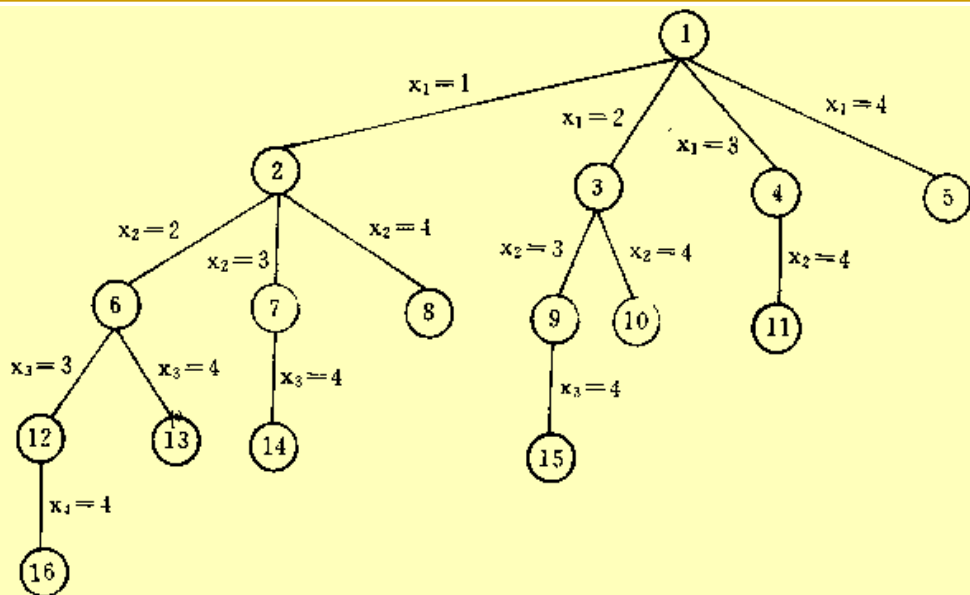 1
x₁=1
x₁=2
x₁=3
x₁=4
2
3
4
5
x₂=2
x₂=3
x₂=4
x₂=3
x₂=4
x₂=4
6
7
8
9
10
11
x₃=3
x₃=4
x₃=4
x₃=4
12
13
14
15
x₄=4
16